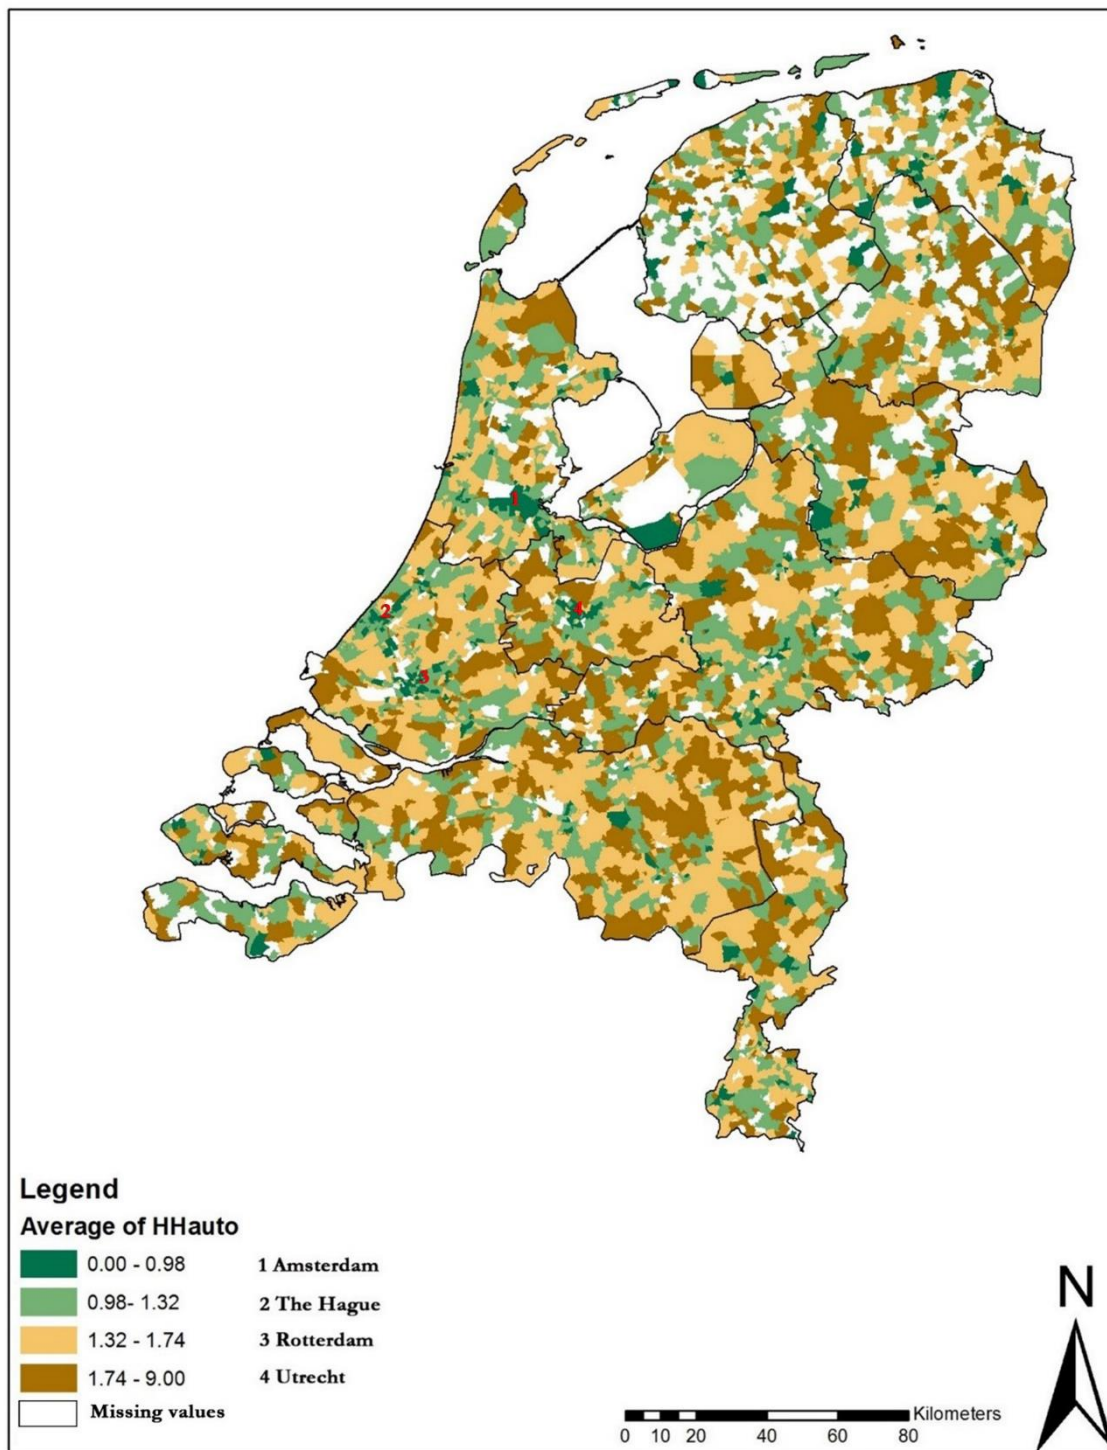 1
2
4
3
Legend
Average of HHauto
0.00 - 0.98 1 Amsterdam
0.98- 1.32 2 The Hague
1.32 - 1.74 3 Rotterdam
1.74 - 9.00 4 Utrecht
Missing values
N
Kilometers
0 10 20 40 60 80